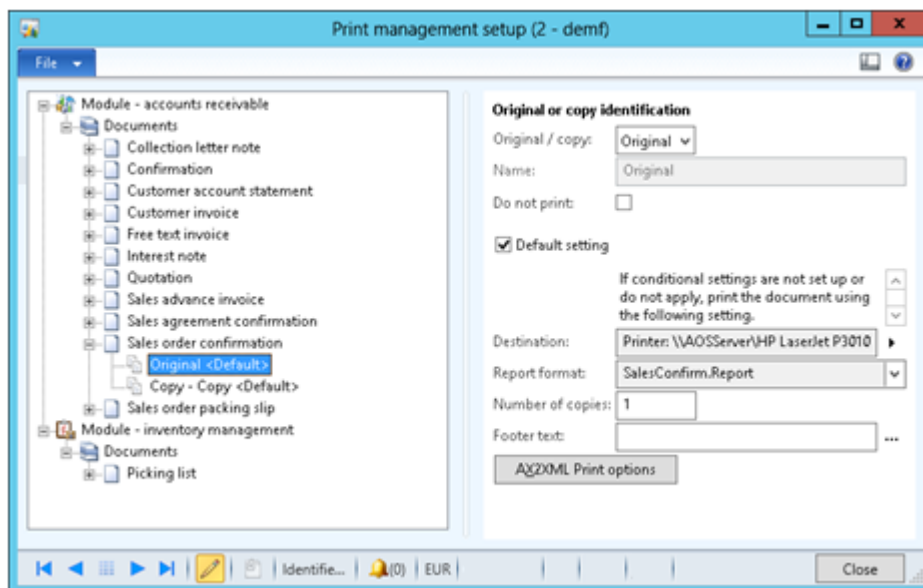 Print management setup (2 - demf)
File
Module - accounts receivable
Documents
Collection letter note
Confirmation
Customer account statement
Customer invoice
Free text invoice
Interest note
Quotation
Sales advance invoice
Sales agreement confirmation
Sales order confirmation
Original <Default>
Copy - Copy <Default>
Sales order packing slip
Module - inventory management
Documents
Picking list
Original or copy identification
Original / copy: Original
Name: Original
Do not print:
Default setting
If conditional settings are not set up or
do not apply, print the document using
the following setting.
Destination: Printer: \\AOSServer\HP LaserJet P3010
Report format: SalesConfirm.Report
Number of copies: 1
Footer text: ...
AX2XML Print options
Identifie... (0) EUR Close